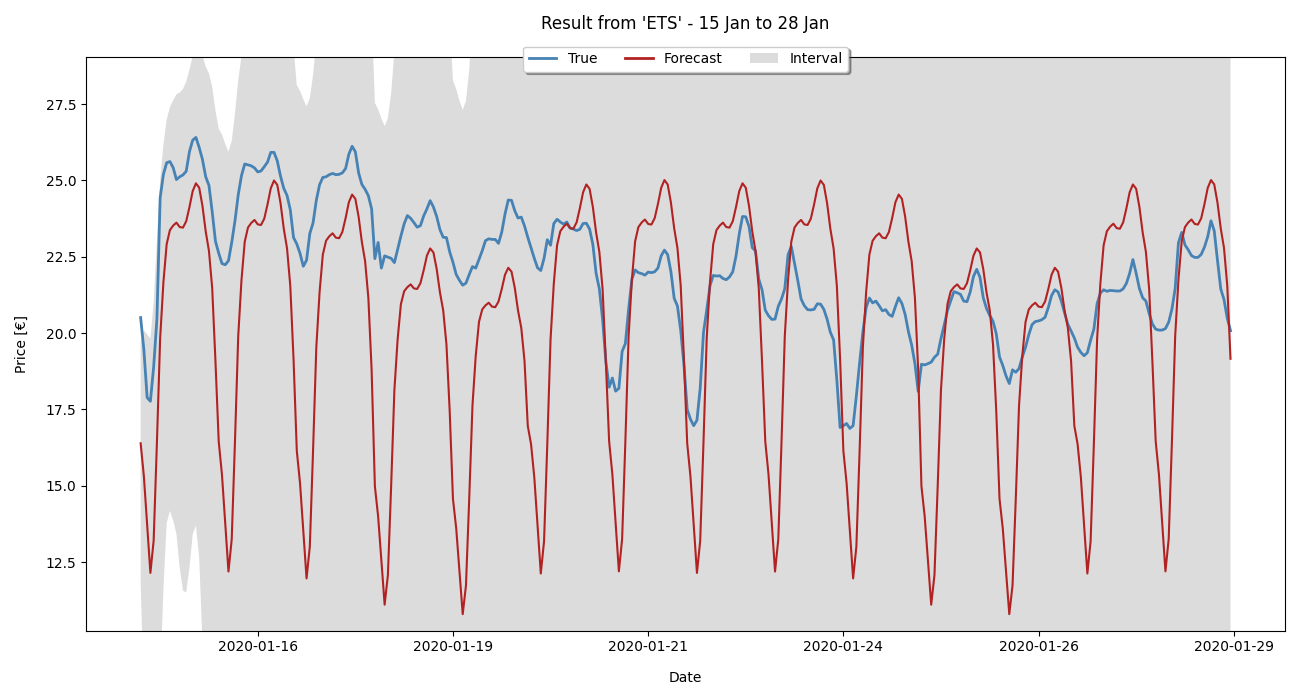 Result from 'ETS' - 15 Jan to 28 Jan
True Forecast Interval
27.5
25.0
22.5
20.0
17.5
15.0
12.5
Price [€]
2020-01-16 2020-01-19 2020-01-21 2020-01-24 2020-01-26 2020-01-29
Date